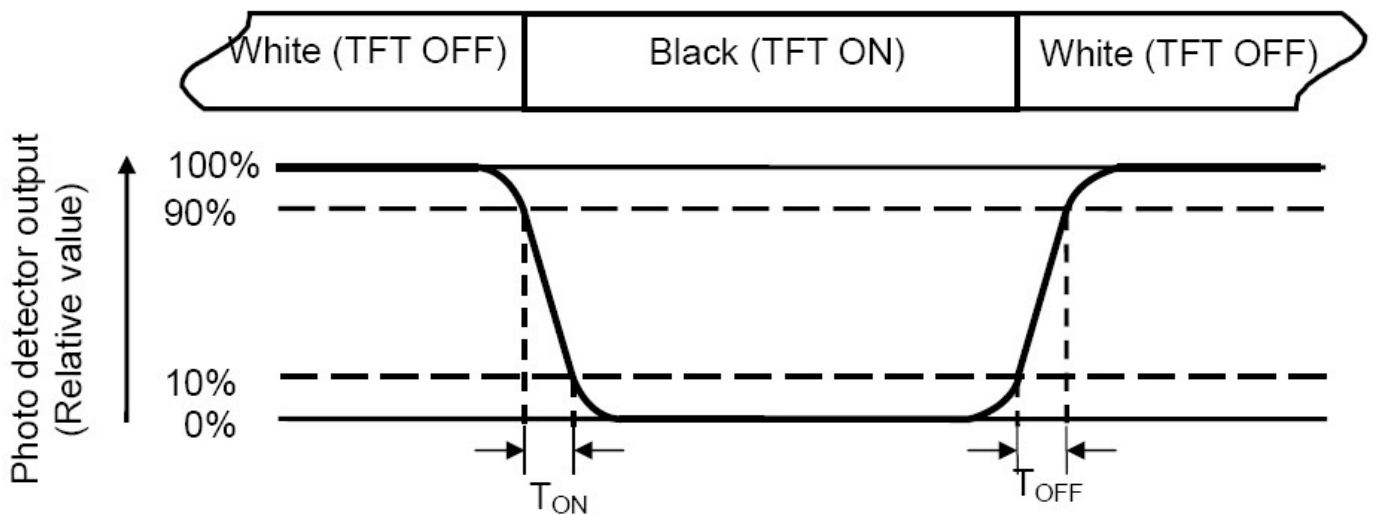 White (TFT OFF)
Black (TFT ON)
White (TFT OFF)
Photo detector output
(Relative value)
100%
90%
10%
0%
TON
TOFF